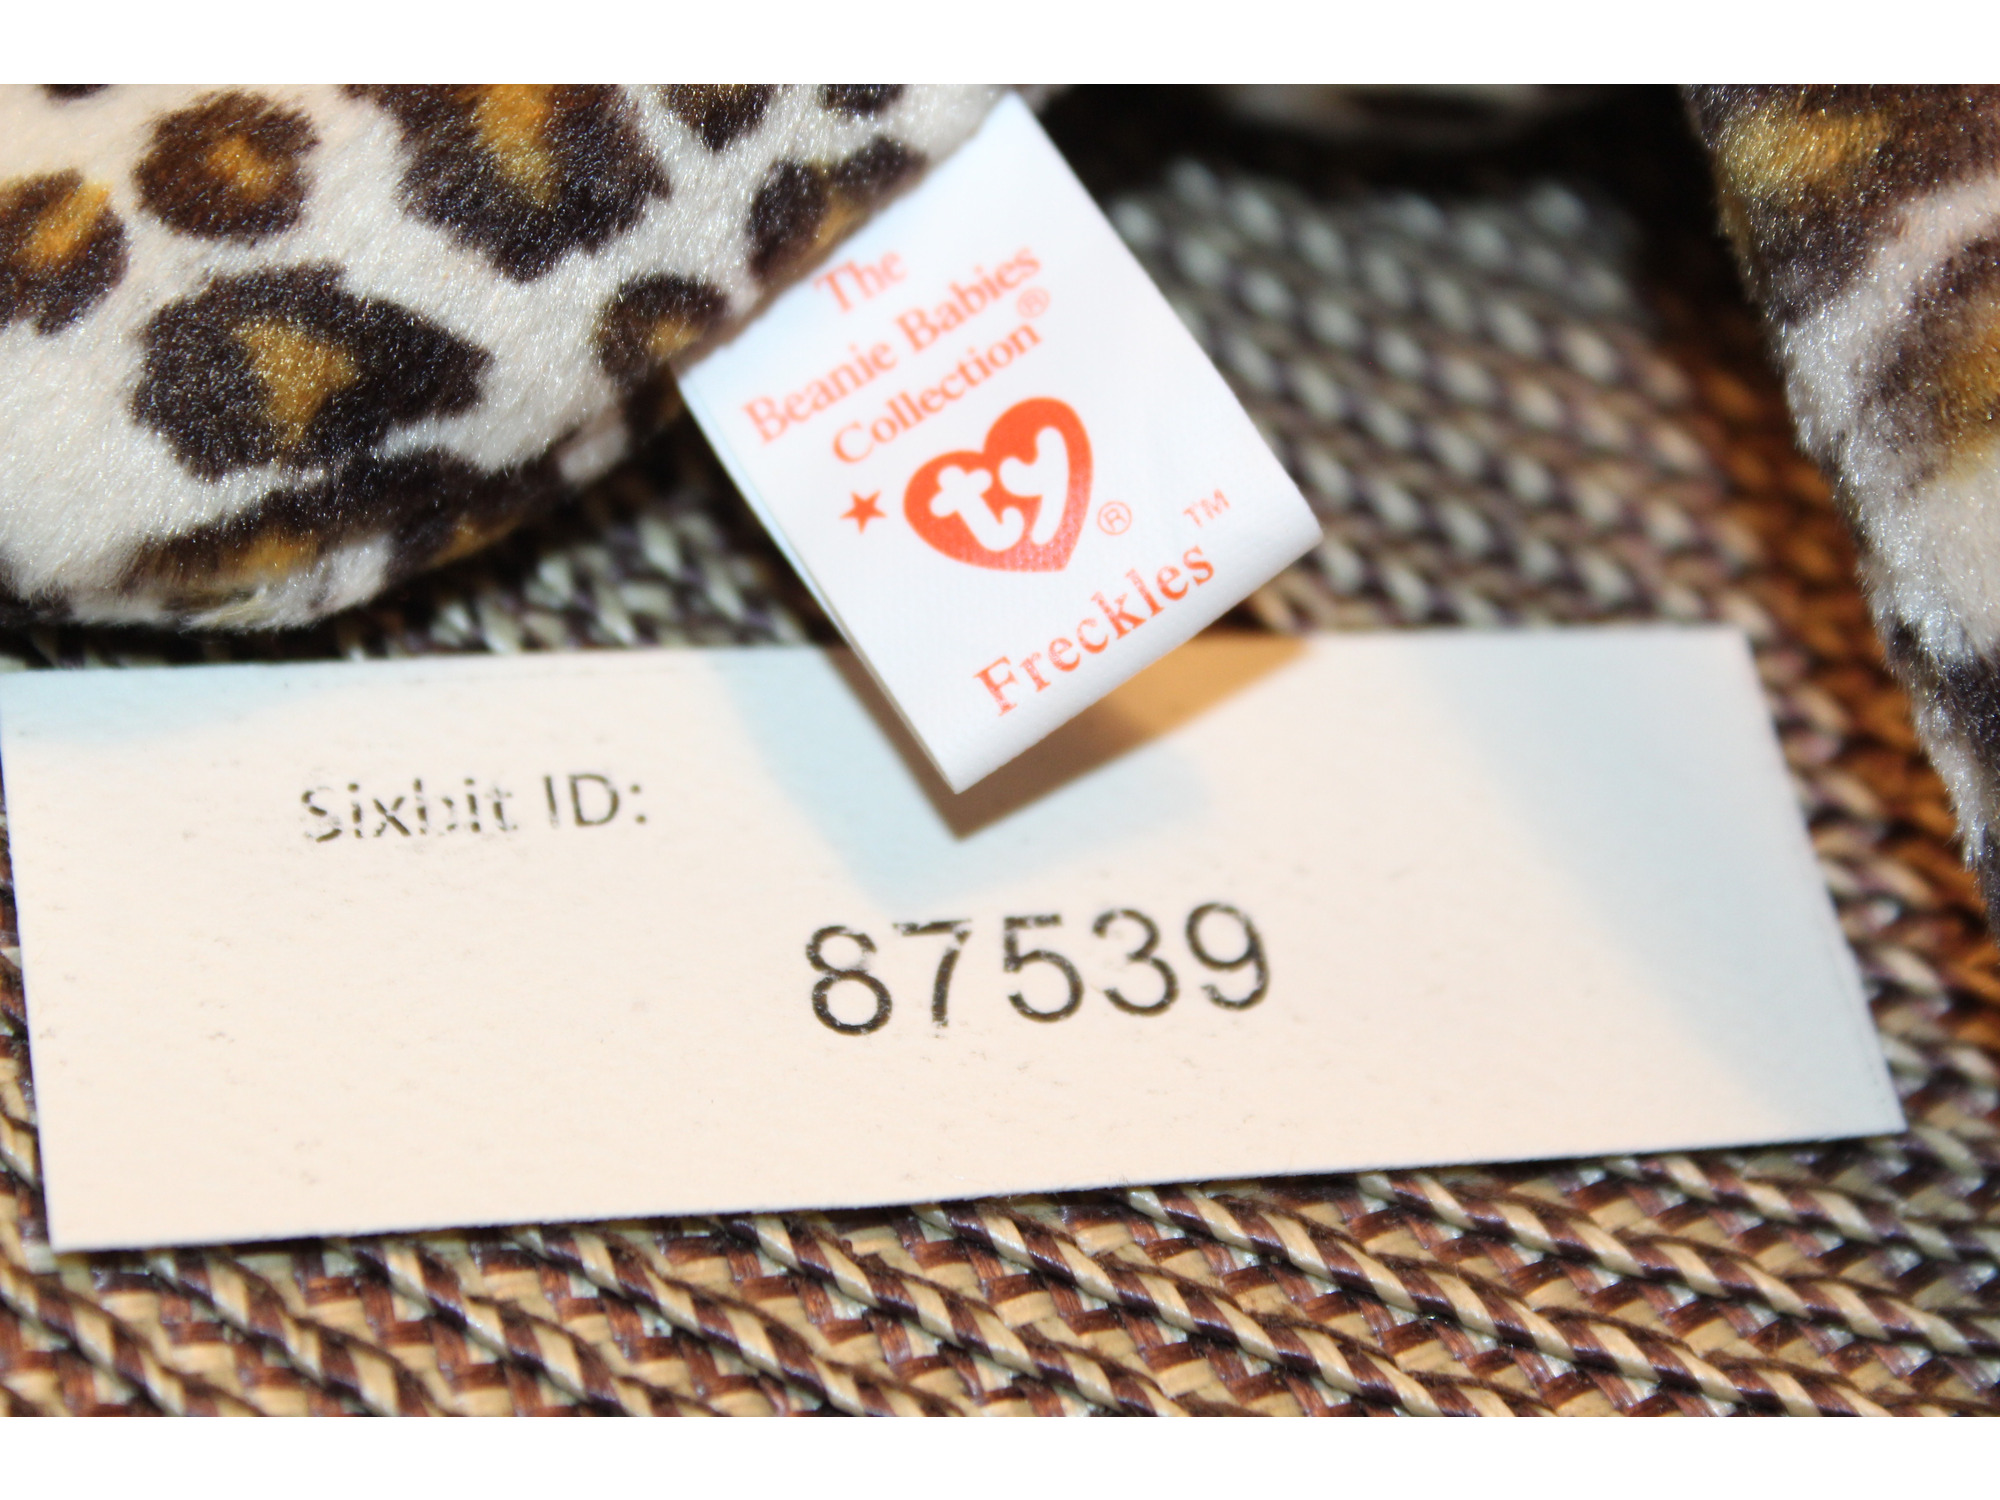 The
Beanie Babies
Collection®
★ ty ®
™
Freckles
Sixbit ID:
87539